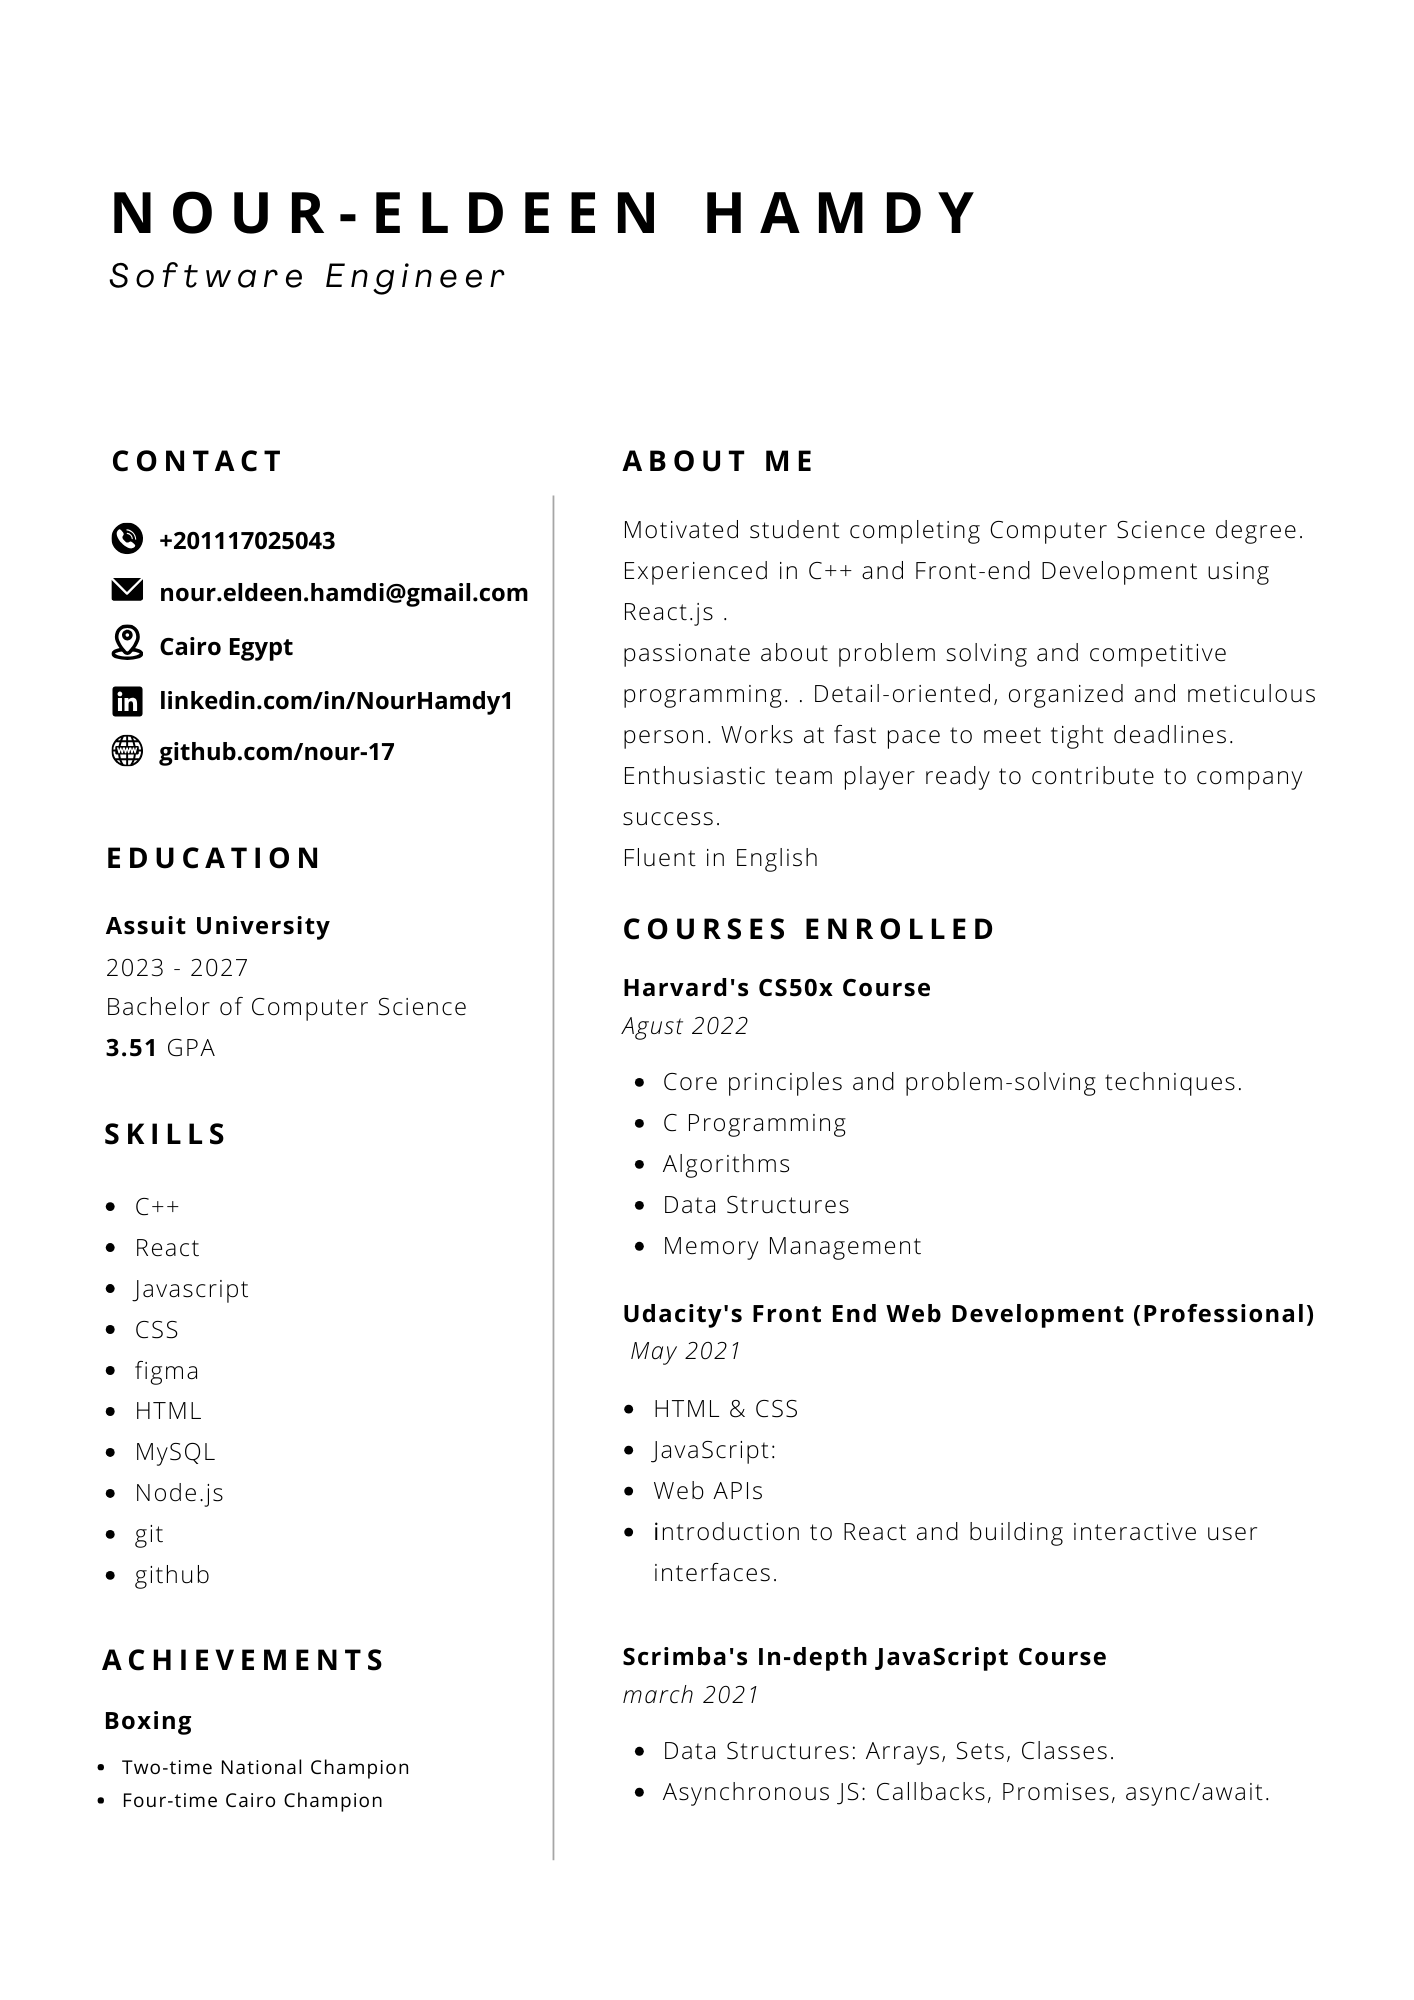 NOUR-ELDEEN HAMDY
Software Engineer
CONTACT
+201117025043
nour.eldeen.hamdi@gmail.com
Cairo Egypt
linkedin.com/in/NourHamdy1
github.com/nour-17
EDUCATION
Assuit University
2023 - 2027
Bachelor of Computer Science
3.51 GPA
SKILLS
• C++
• React
• Javascript
• CSS
• figma
• HTML
• MySQL
• Node.js
• git
• github
ACHIEVEMENTS
Boxing
• Two-time National Champion
• Four-time Cairo Champion
ABOUT ME
Motivated student completing Computer Science degree.
Experienced in C++ and Front-end Development using
React.js .
passionate about problem solving and competitive
programming. . Detail-oriented, organized and meticulous
person. Works at fast pace to meet tight deadlines.
Enthusiastic team player ready to contribute to company
success.
Fluent in English
COURSES ENROLLED
Harvard's CS50x Course
Agust 2022
• Core principles and problem-solving techniques.
• C Programming
• Algorithms
• Data Structures
• Memory Management
Udacity's Front End Web Development (Professional)
May 2021
• HTML & CSS
• JavaScript:
• Web APIs
• introduction to React and building interactive user
interfaces.
Scrimba's In-depth JavaScript Course
march 2021
• Data Structures: Arrays, Sets, Classes.
• Asynchronous JS: Callbacks, Promises, async/await.